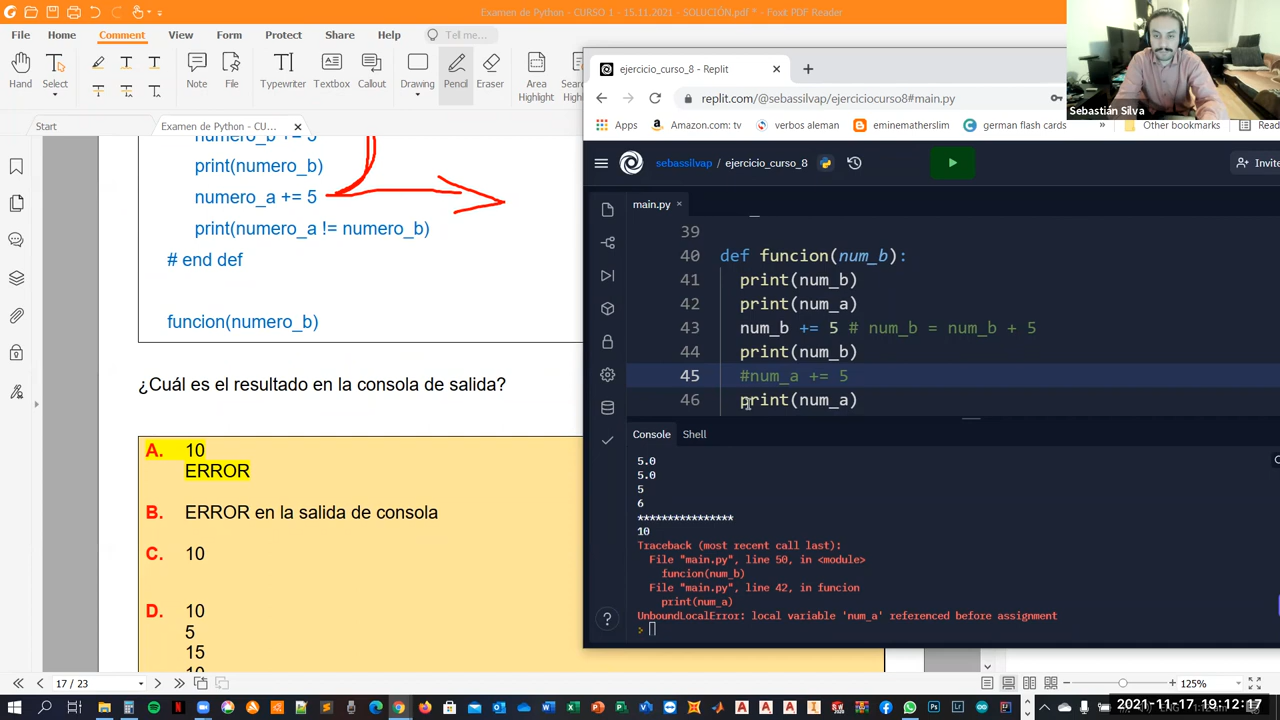 Examen de Python - CURSO 1 - 15.11.2021 - SOLUCIÓN.pdf * - Foxit PDF Reader
File Home Comment View Protect Share Help Tell me...
Hand Select Note File Typewriter Textbox Callout Drawing Pencil Eraser Area Highlight
Start Examen de Python - CU...
print(numero_b)
numero_a += 5
print(numero_a != numero_b)
# end def
funcion(numero_b)
¿Cuál es el resultado en la consola de salida?
A. 10
ERROR
B. ERROR en la salida de consola
C. 10
D. 10
5
15
17 / 23
125%
ejercicio_curso_8 - Replit
replit.com/@sebassilvap/ejerciciocurso8#main.py
Apps Amazon.com: tv verbos aleman eminematherslim german flash cards » Other bookmarks
sebassilvap / ejercicio_curso_8
Invite
main.py
39
40 def funcion(num_b):
41 print(num_b)
42 print(num_a)
43 num_b += 5 # num_b = num_b + 5
44 print(num_b)
45 #num_a += 5
46 print(num_a)
Console Shell
5.0
5.0
5
6
****************
10
Traceback (most recent call last):
File "main.py", line 50, in <module>
funcion(num_b)
File "main.py", line 42, in funcion
print(num_a)
UnboundLocalError: local variable 'num_a' referenced before assignment
>
Sebastián Silva
2021-11-17 19:12:17